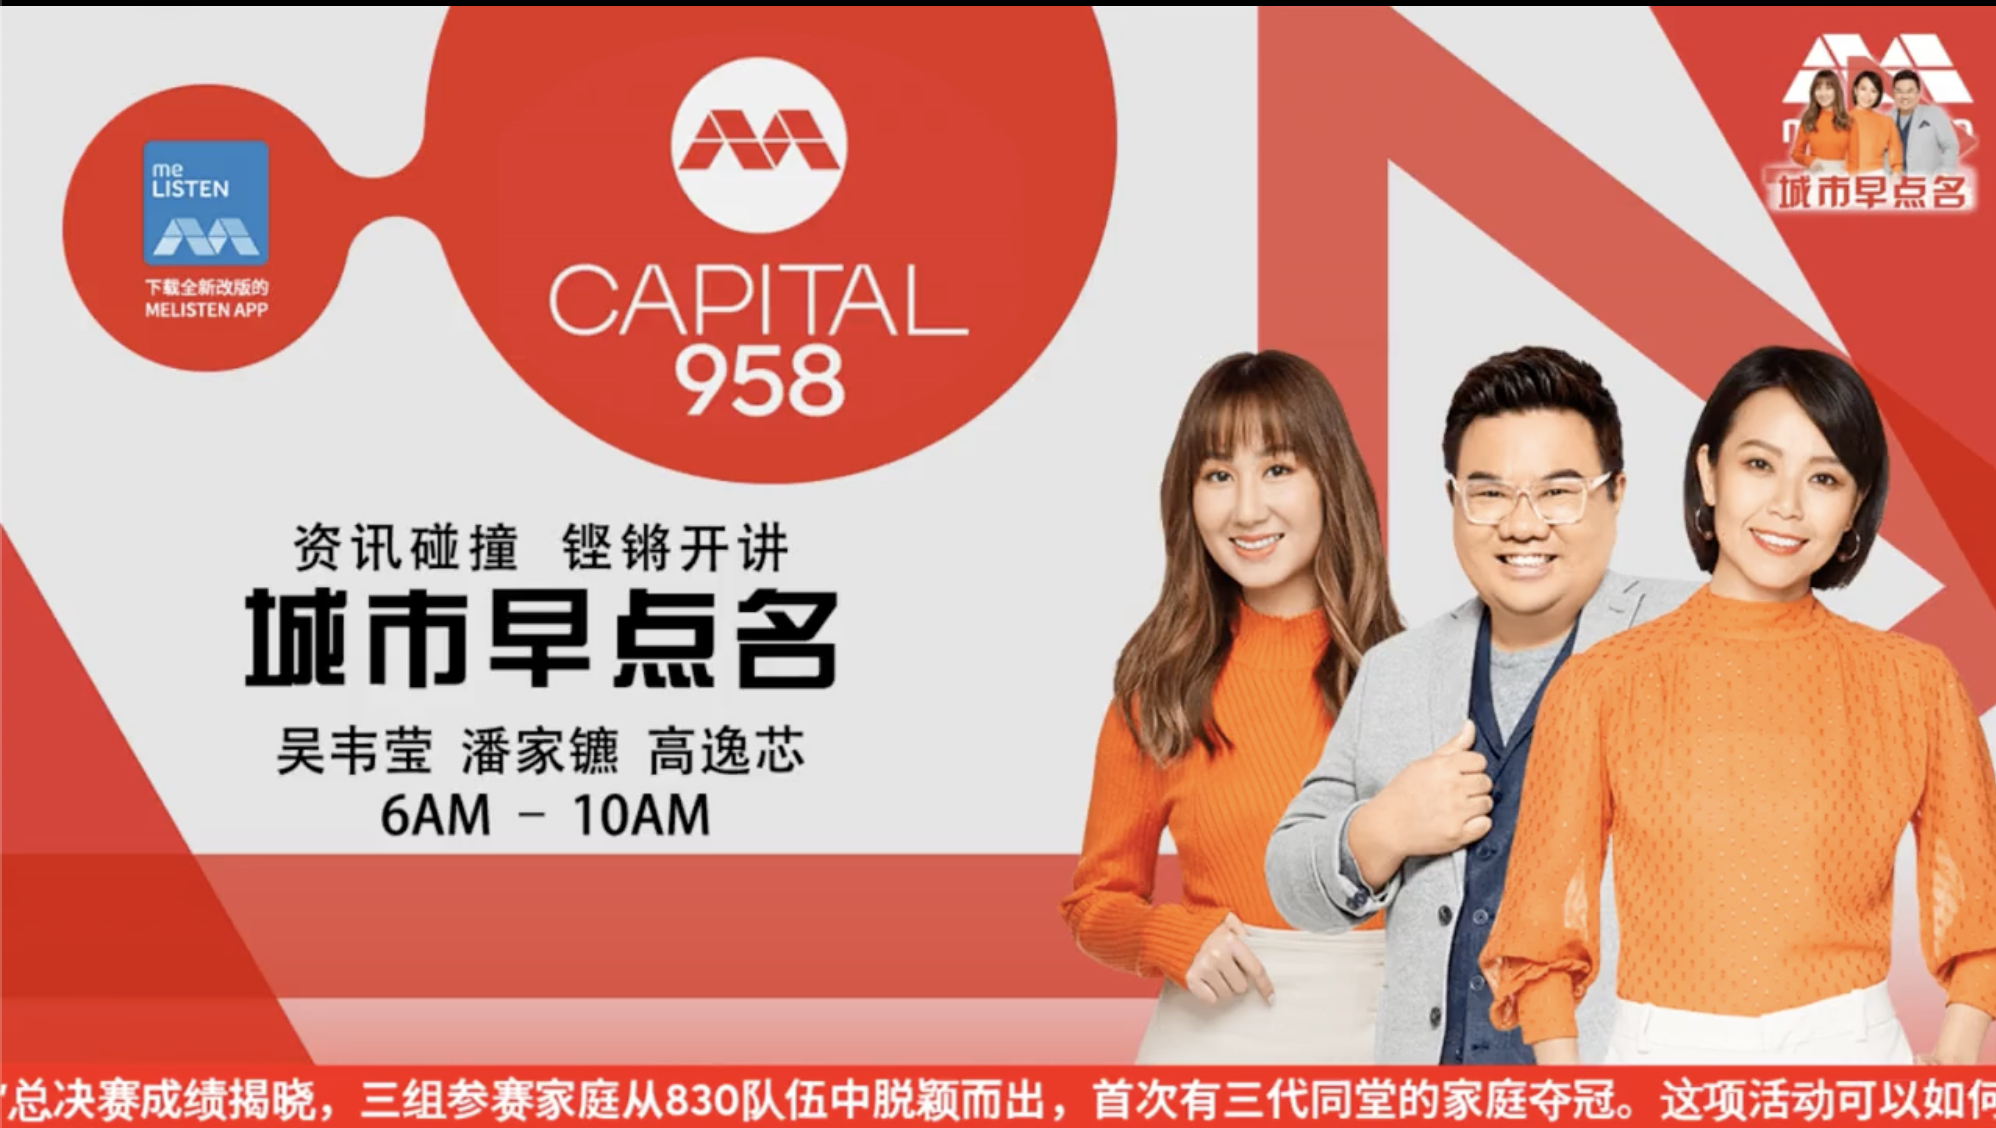 me
LISTEN
下载全新改版的
MELISTEN APP
CAPITAL
958
城市早点名
资讯碰撞 铿锵开讲
城市早点名
吴韦莹 潘家镳 高逸芯
6AM – 10AM
总决赛成绩揭晓，三组参赛家庭从830队伍中脱颖而出，首次有三代同堂的家庭夺冠。这项活动可以如何